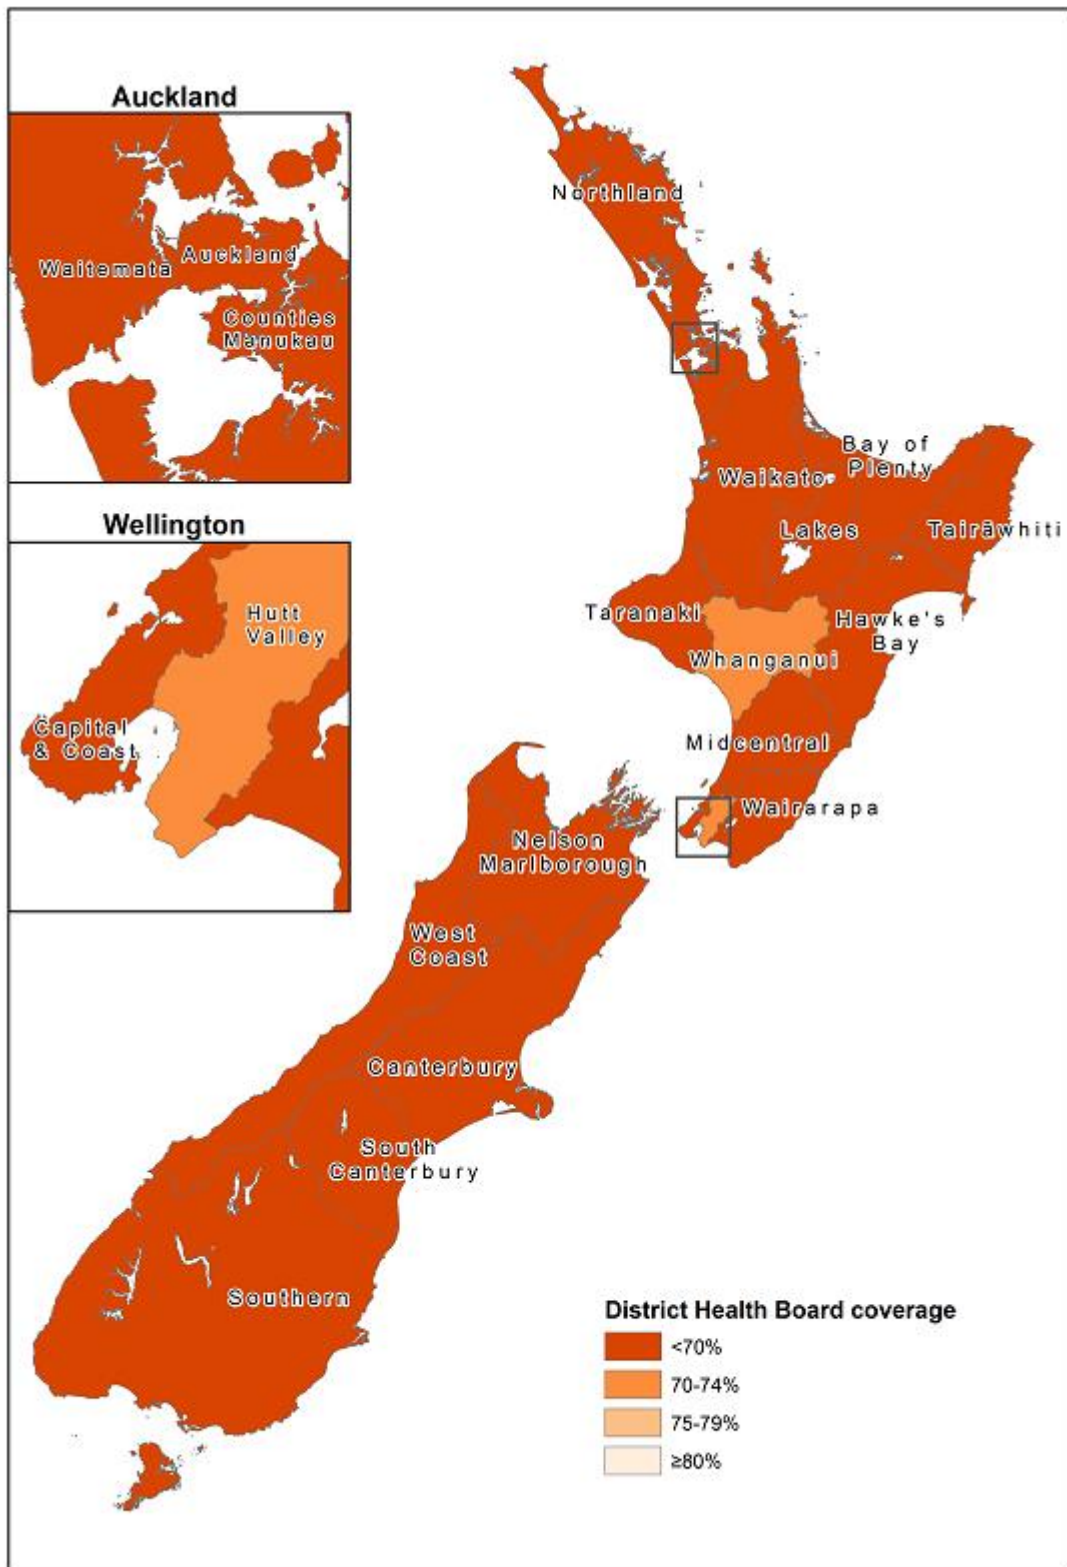 Auckland
Waitemata
Auckland
Counties
Manukau
Wellington
Hutt
Valley
Capital
& Coast
Northland
Bay of
Plenty
Waikato
Lakes
Tairāwhiti
Taranaki
Hawke's
Bay
Whanganui
Midcentral
Wairarapa
Nelson
Marlborough
West
Coast
Canterbury
South
Canterbury
Southern
District Health Board coverage
<70%
70-74%
75-79%
≥80%